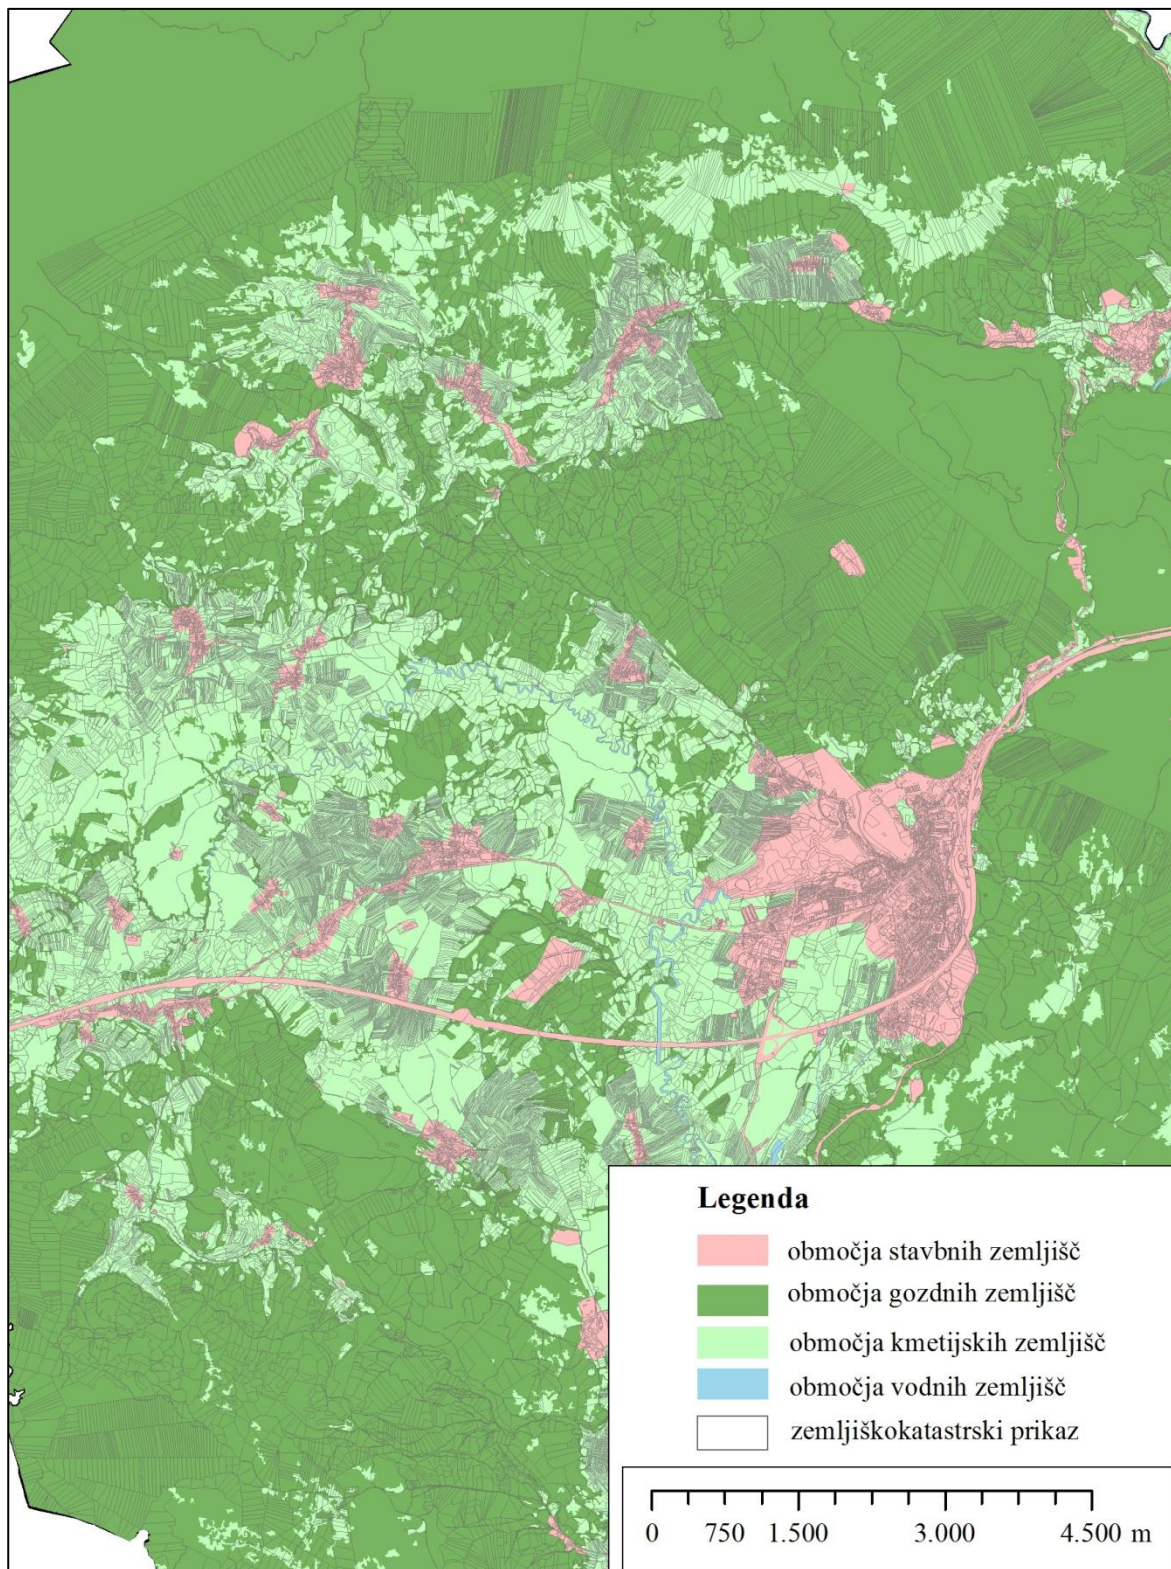 Legenda
območja stavbnih zemljišč
območja gozdnih zemljišč
območja kmetijskih zemljišč
območja vodnih zemljišč
zemljiškokatastrski prikaz
0 750 1.500 3.000 4.500 m